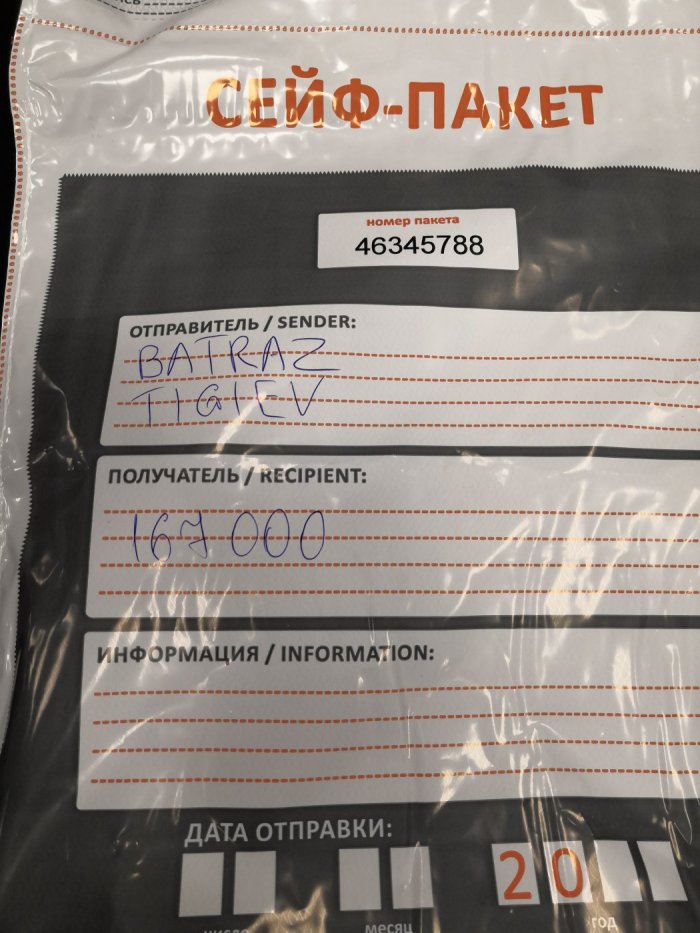 СЕЙФ-ПАКЕТ
номер пакета
46345788
ОТПРАВИТЕЛЬ / SENDER:
BATRAZ
TIGIEV
ПОЛУЧАТЕЛЬ / RECIPIENT:
167 000
ИНФОРМАЦИЯ / INFORMATION:
ДАТА ОТПРАВКИ:
20
число месяц год